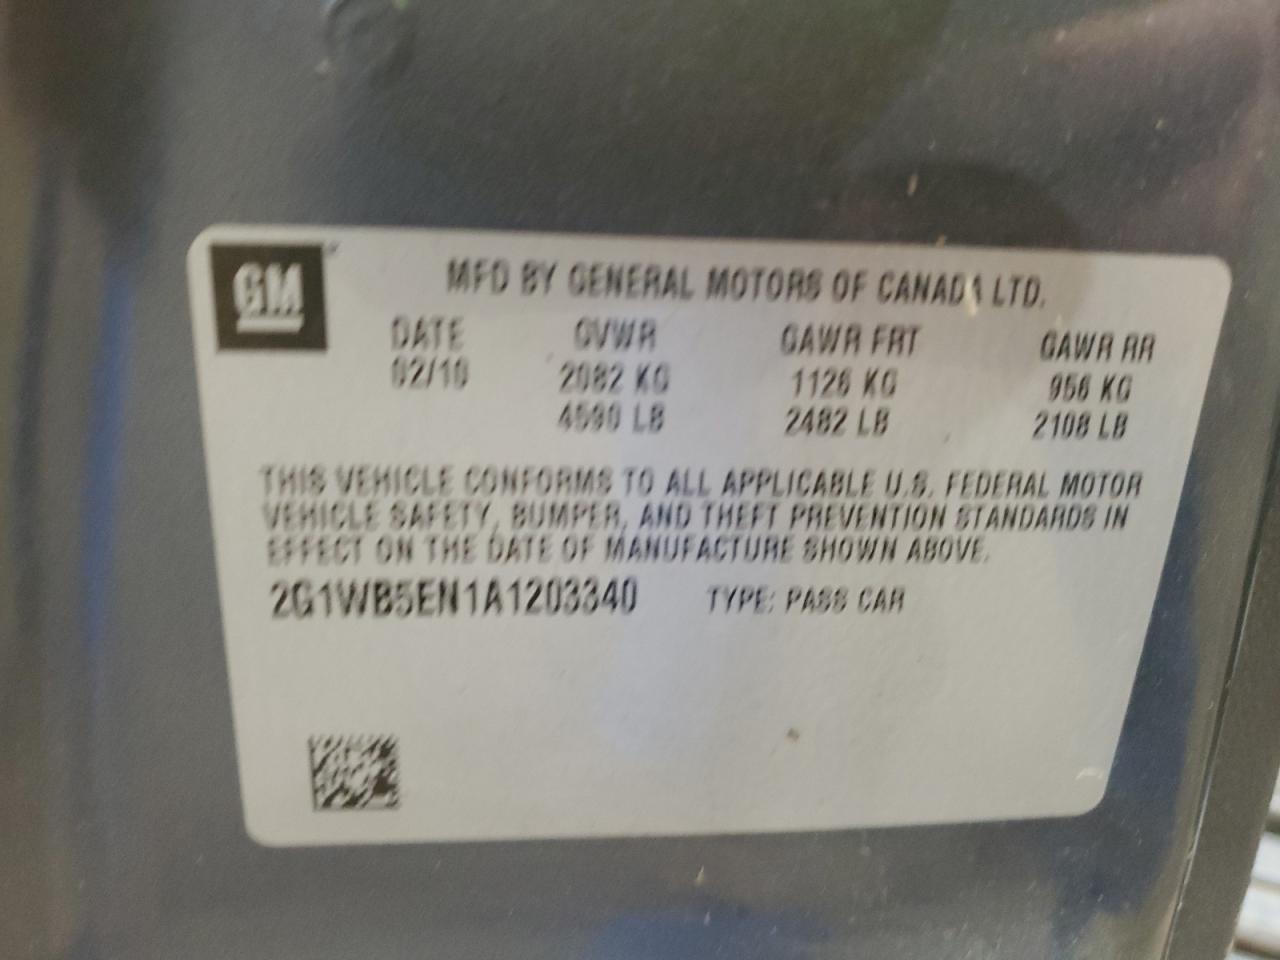 GM
MFD BY GENERAL MOTORS OF CANADA LTD.
DATE GVWR GAWR FRT GAWR RR
02/10 2082 KG 1126 KG 956 KG
4590 LB 2482 LB 2108 LB
THIS VEHICLE CONFORMS TO ALL APPLICABLE U.S. FEDERAL MOTOR
VEHICLE SAFETY, BUMPER, AND THEFT PREVENTION STANDARDS IN
EFFECT ON THE DATE OF MANUFACTURE SHOWN ABOVE.
2G1WB5EN1A1203340 TYPE: PASS CAR